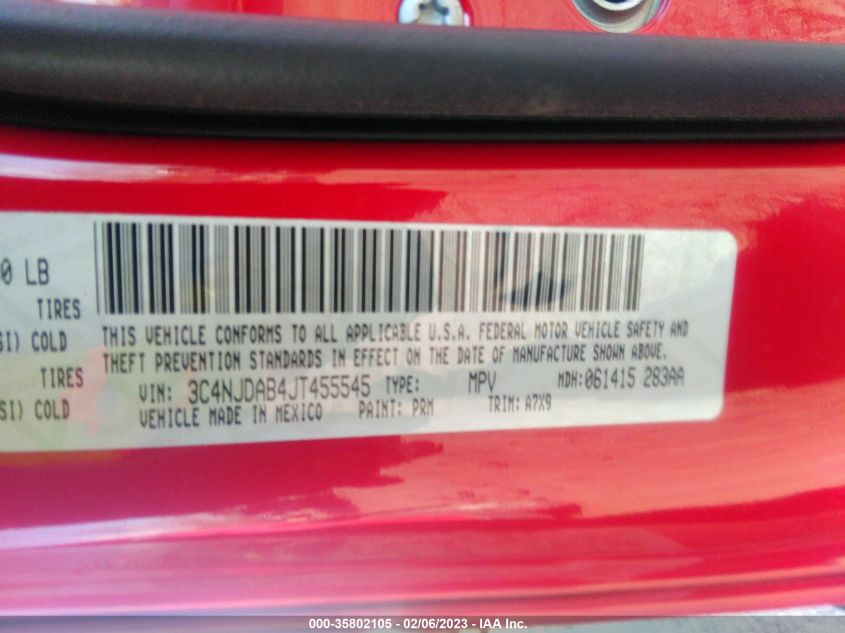 0 LB
TIRES
SI) COLD
TIRES
SI) COLD
THIS VEHICLE CONFORMS TO ALL APPLICABLE U.S.A. FEDERAL MOTOR VEHICLE SAFETY AND
THEFT PREVENTION STANDARDS IN EFFECT ON THE DATE OF MANUFACTURE SHOWN ABOVE.
VIN: 3C4NJDAB4JT455545 TYPE: MPV MDH:061415 283AA
VEHICLE MADE IN MEXICO PAINT: PRM TRIM: A7X9
000-35802105 - 02/06/2023 - IAA Inc.